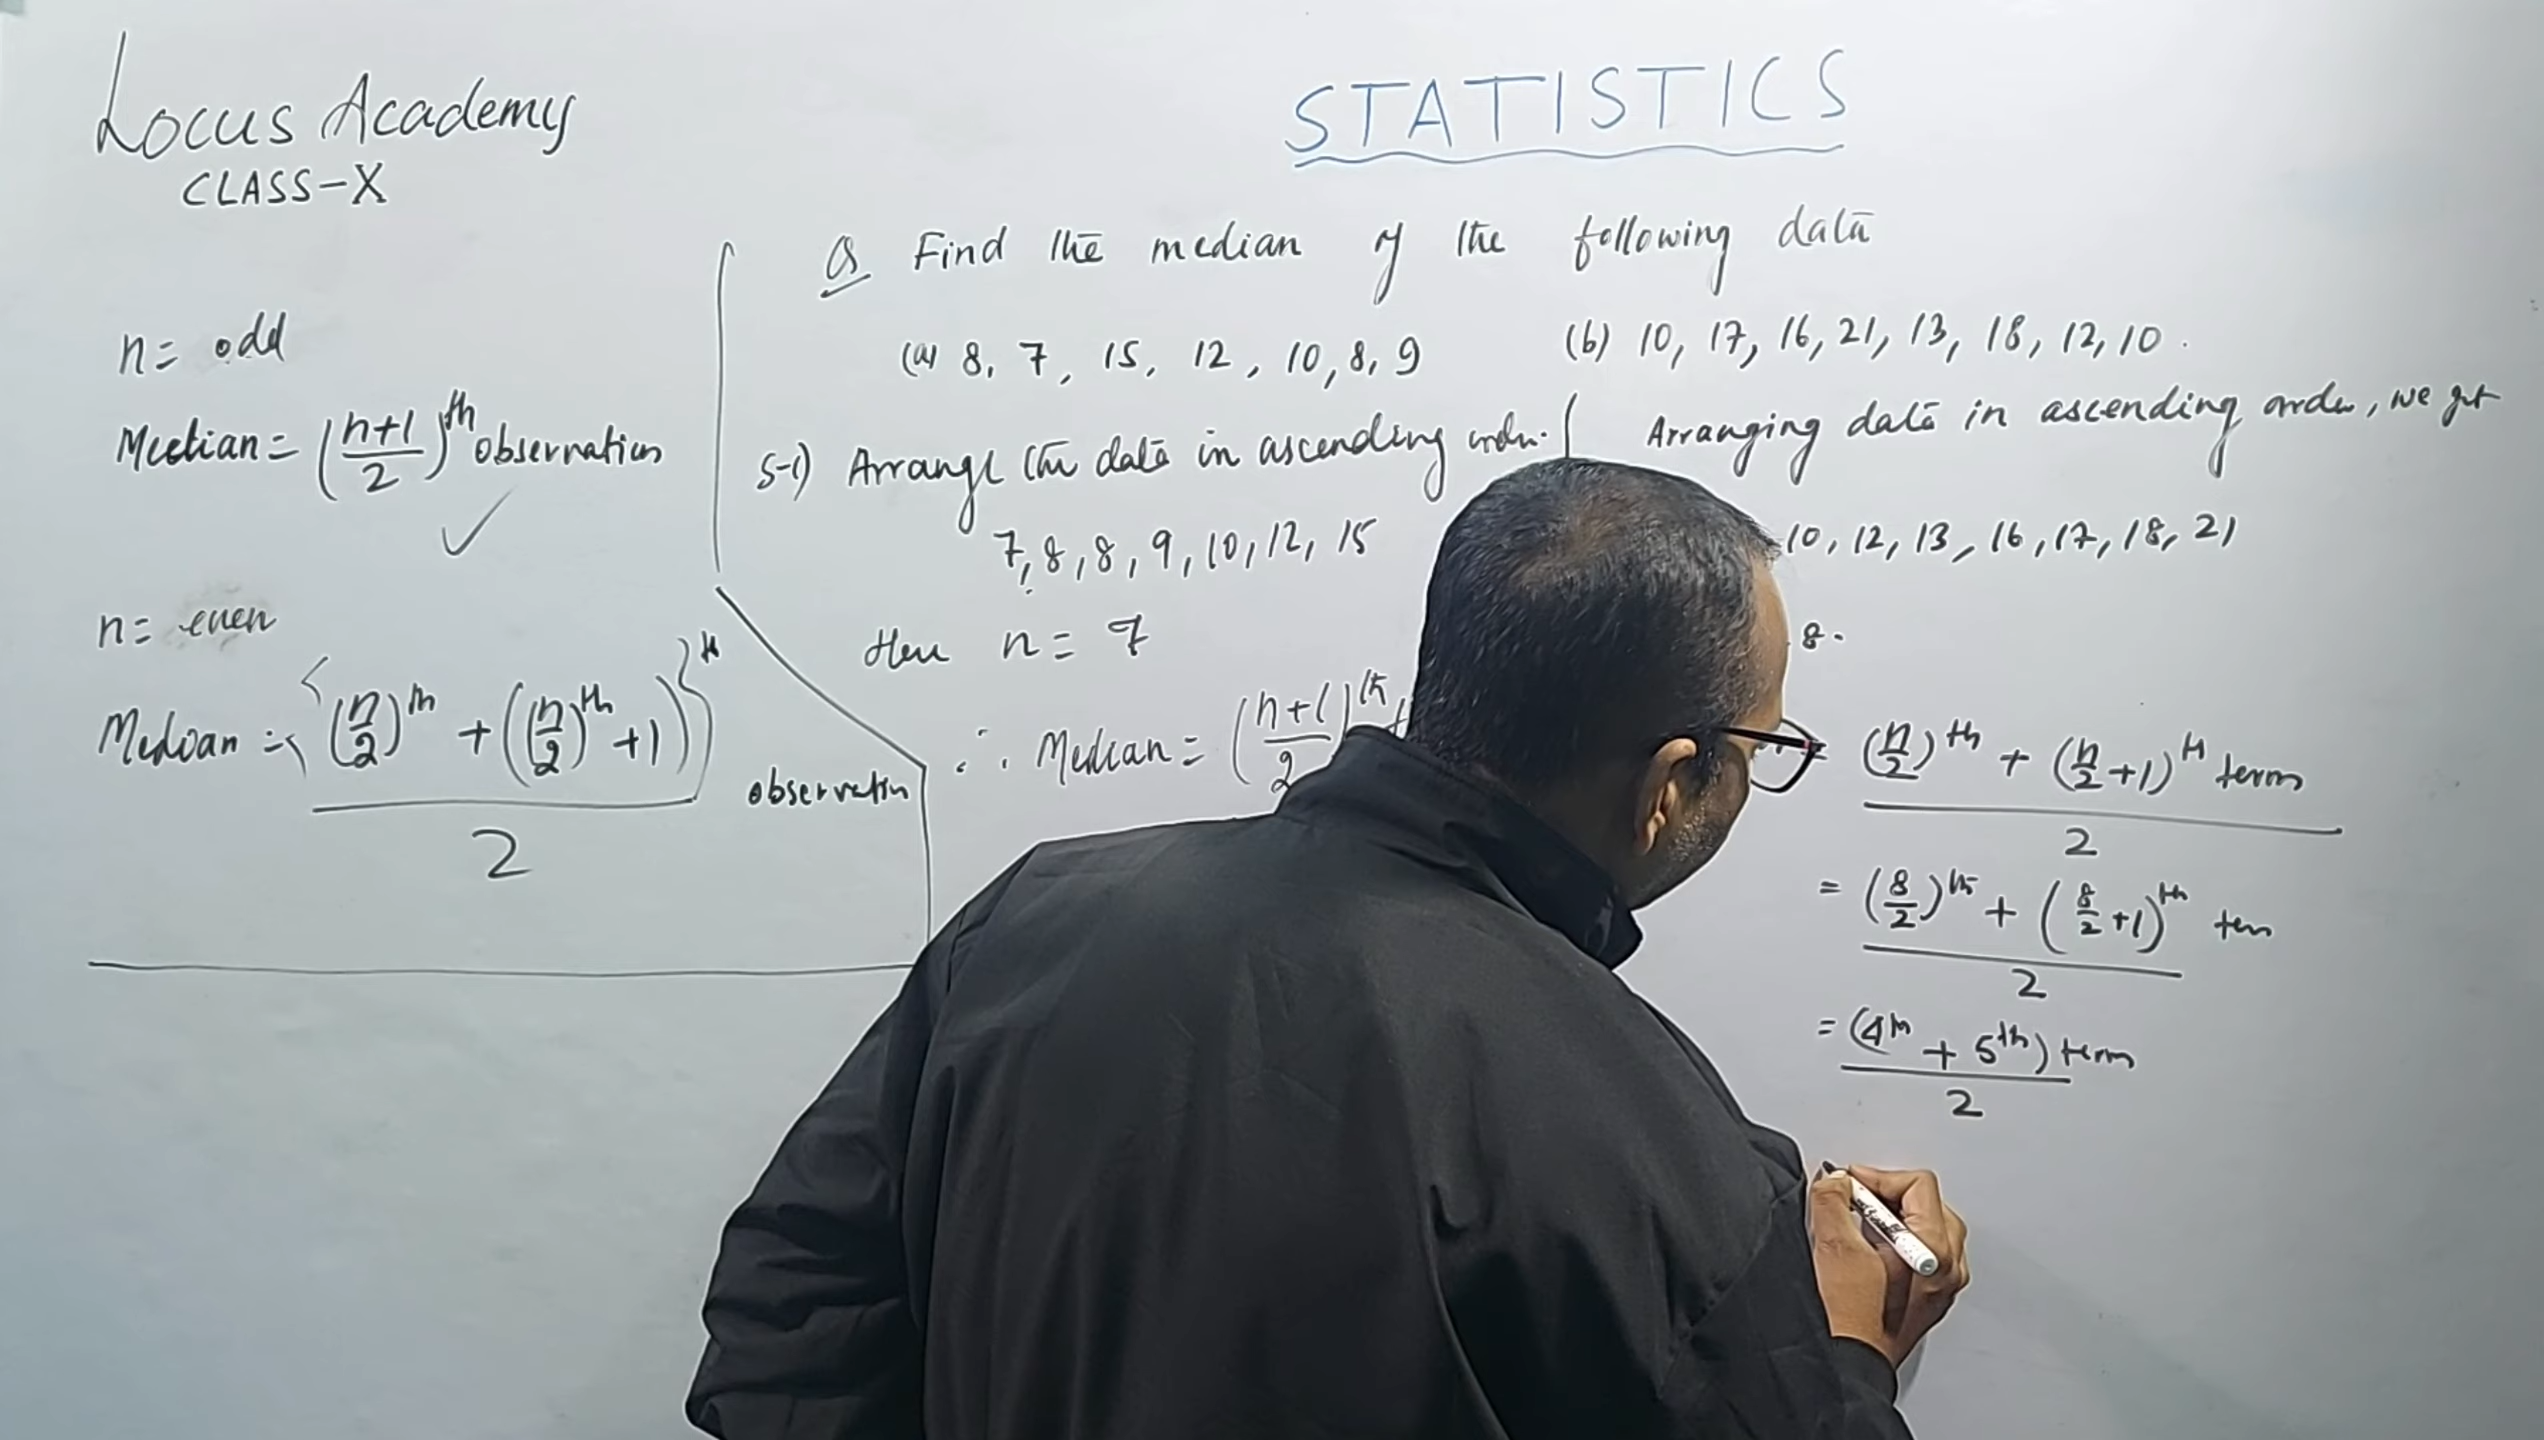 Locus Academy
CLASS-X
STATISTICS
Q Find the median of the following data
(a) 8, 7, 15, 12, 10, 8, 9
(b) 10, 17, 16, 21, 13, 18, 12, 10.
n = odd
Median = (n+1/2)^th observation
✓
n = even
Median = {(n/2)^th + ((n/2)^th + 1)}^th / 2 observation
S-1) Arrange the data in ascending order.
7, 8, 8, 9, 10, 12, 15
Here n = 7
∴ Median = (n+1/2)^th
Arranging data in ascending order, we get
10, 12, 13, 16, 17, 18, 21
8.
= (n/2)^th + (n/2 + 1)^th term / 2
= (8/2)^th + (8/2 + 1)^th term / 2
= (4^th + 5^th) term / 2